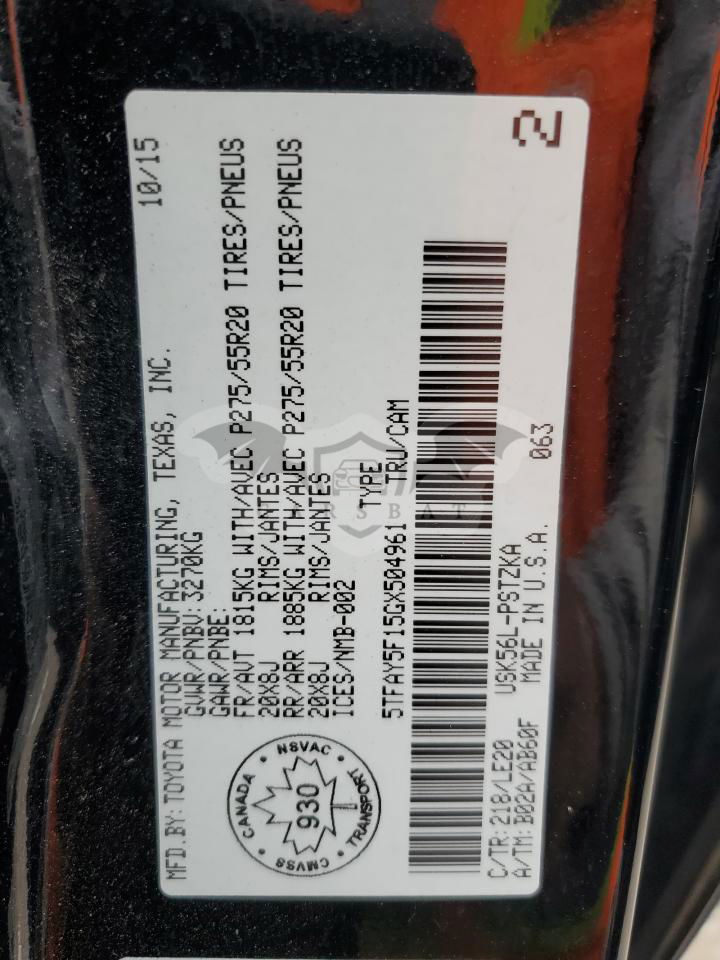 MFD.BY: TOYOTA MOTOR MANUFACTURING, TEXAS, INC. 10/15
GVWR/PNBV: 3270KG
GAWR/PNBE:
FR/AVT 1815KG WITH/AVEC P275/55R20 TIRES/PNEUS
20X8J RIMS/JANTES
RR/ARR 1885KG WITH/AVEC P275/55R20 TIRES/PNEUS
20X8J RIMS/JANTES
ICES/NMB-002
CANADA • NSVAC • TRANSPORT • CMVSS •
930
5TFAY5F15GX504961 TYPE TRU/CAM
C/TR: 218/LE20 USK56L-PSTZKA 063
A/TM: B02A/AB60F MADE IN U.S.A.
2
CARSBAT